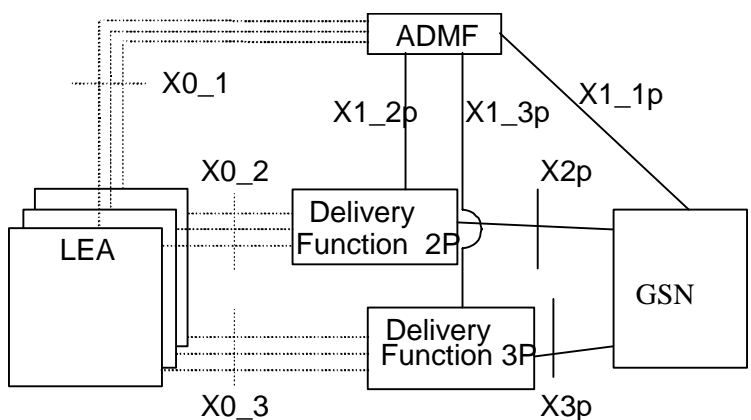 ADMF
X0_1
X1_2p
X1_3p
X1_1p
X0_2
X2p
Delivery
Function 2P
LEA
GSN
Delivery
Function 3P
X0_3
X3p